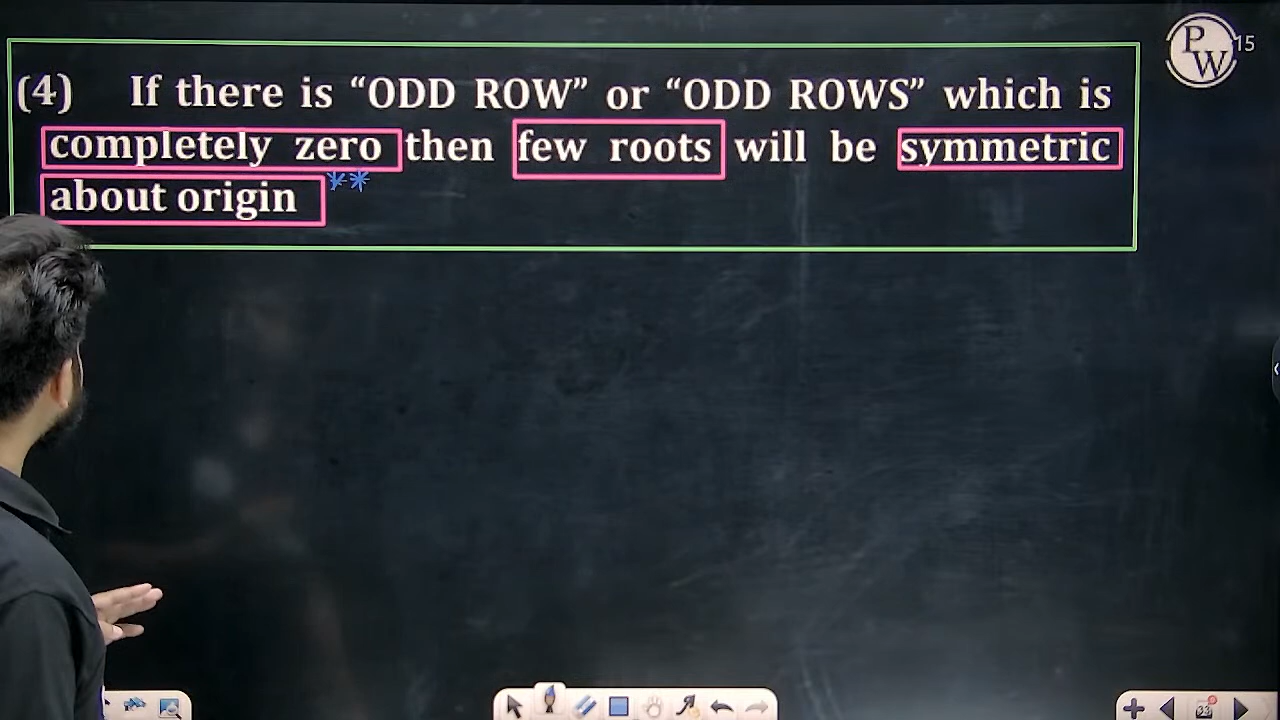 PW
15
(4) If there is “ODD ROW” or “ODD ROWS” which is
completely zero then few roots will be symmetric
about origin **
33